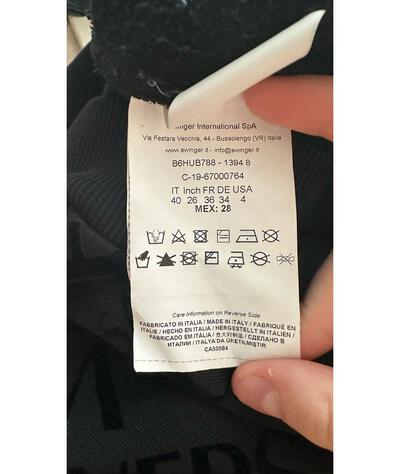 winger International SpA
Via Festara Vecchia, 44 - Bussolengo (VR) Italia
www.swinger.it - info@swinger.it
B6HUB788 - 1394 8
C-19-67000764
IT Inch FR DE USA
40 26 36 34 4
MEX: 28
Care Information on Reverse Side
FABBRICATO IN ITALIA / MADE IN ITALY / FABRIQUÉ EN
ITALIE / HECHO EN ITALIA / HERGESTELLT IN ITALIEN /
FABRICADO EM ITÁLIA / 意大利制造 / СДЕЛАНО В
ИТАЛИИ / ITALYA'DA ÜRETILMIŞTIR
CA50584